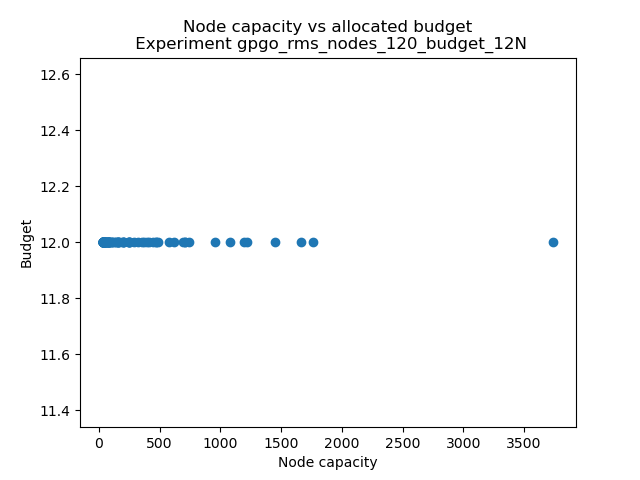 Node capacity vs allocated budget
Experiment gpgo_rms_nodes_120_budget_12N
12.6
12.4
12.2
12.0
11.8
11.6
11.4
Budget
0 500 1000 1500 2000 2500 3000 3500
Node capacity